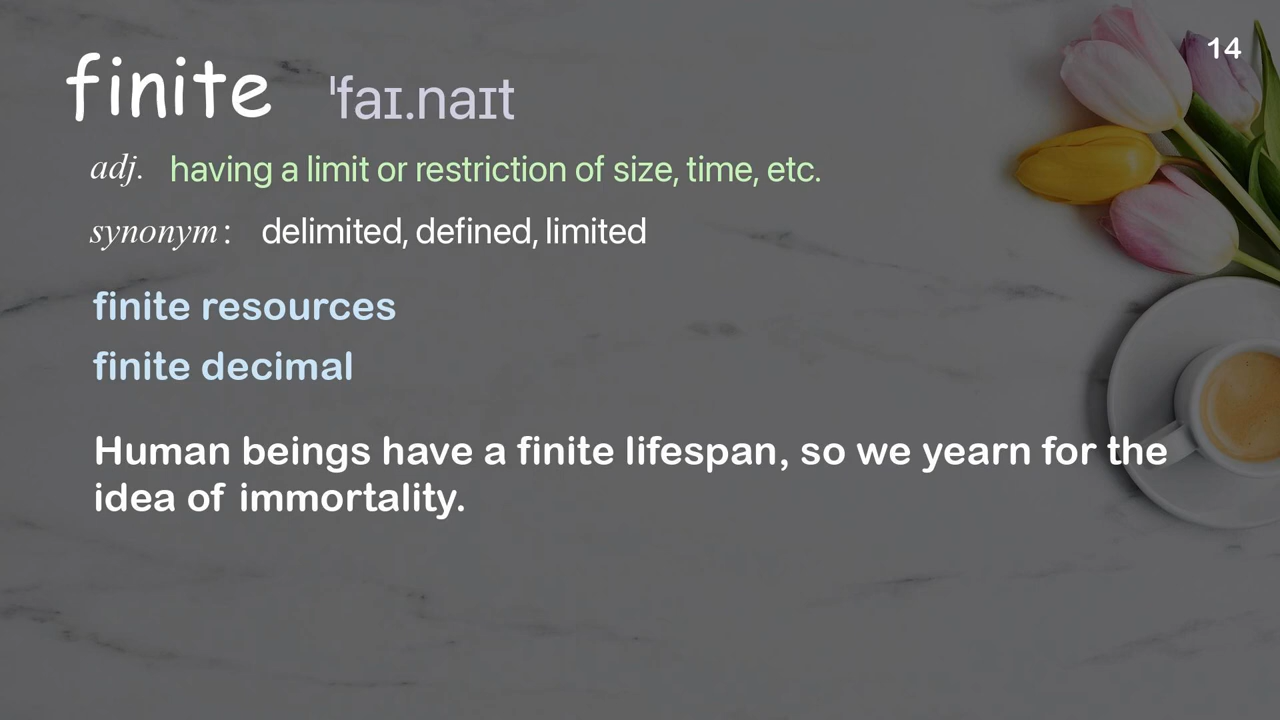 14
finite ˈfaɪ.naɪt
adj. having a limit or restriction of size, time, etc.
synonym: delimited, defined, limited
finite resources
finite decimal
Human beings have a finite lifespan, so we yearn for the
idea of immortality.